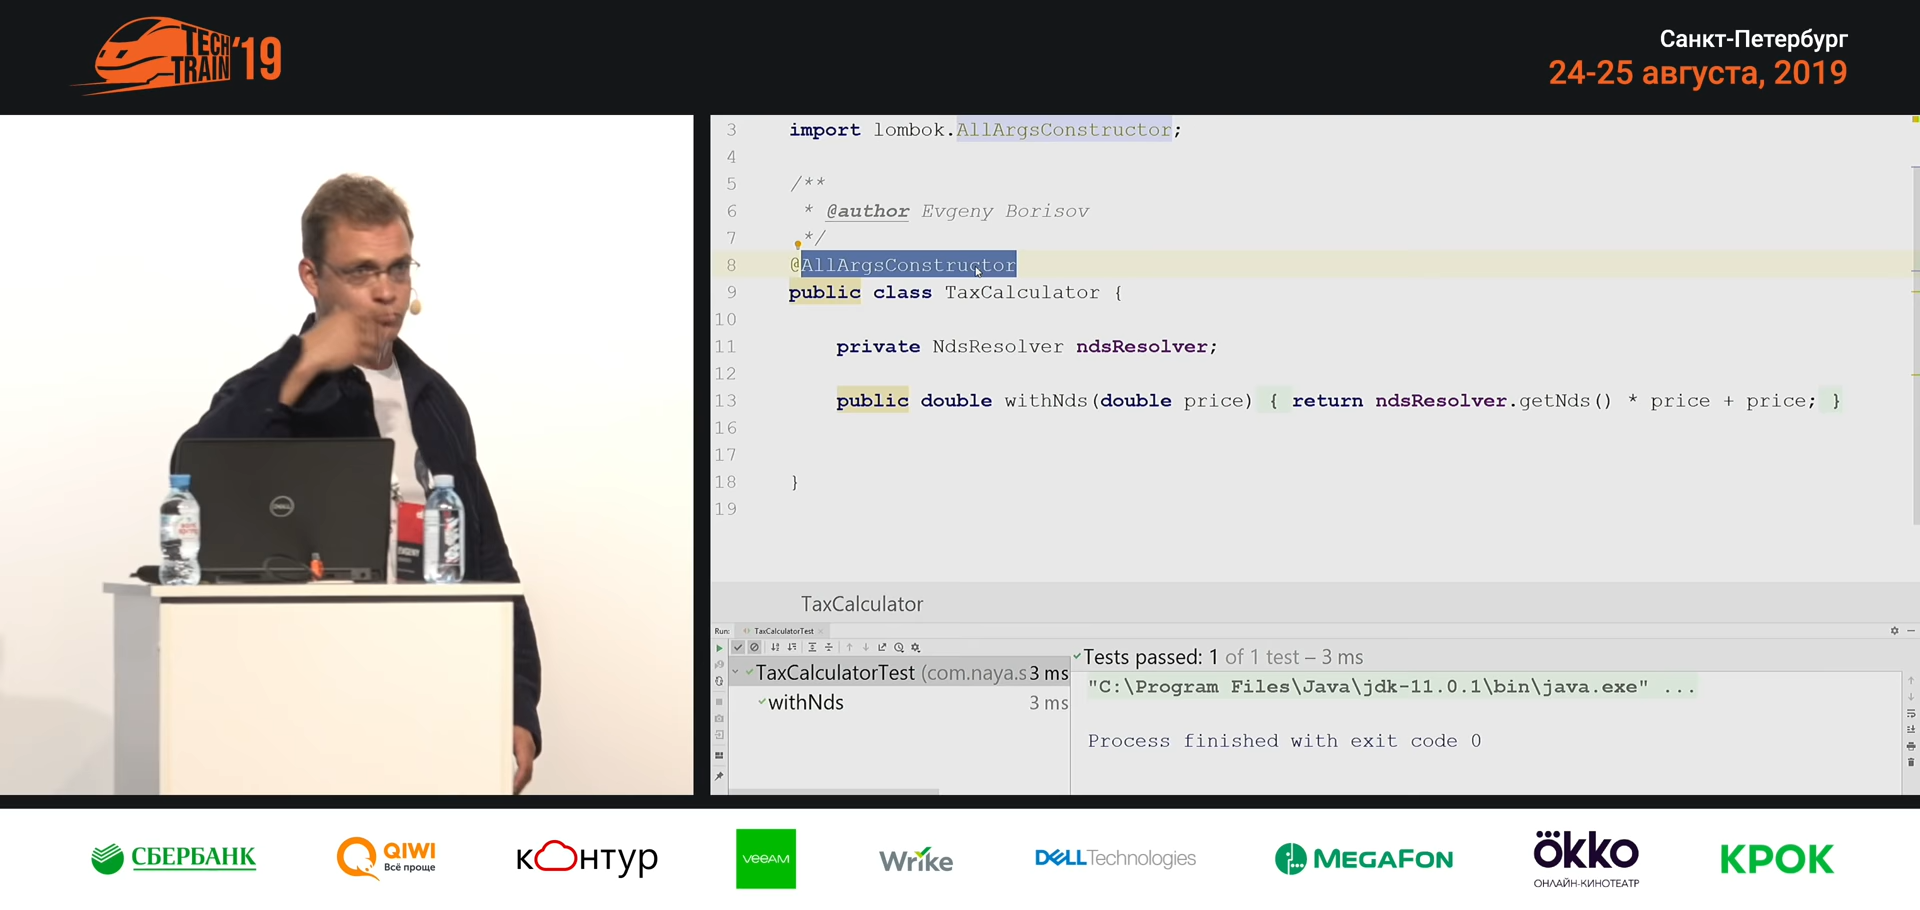 TECH
TRAIN '19
Санкт-Петербург
24-25 августа, 2019
3 import lombok.AllArgsConstructor;
4
5 /**
6 * @author Evgeny Borisov
7 */
8 @AllArgsConstructor
9 public class TaxCalculator {
10
11 private NdsResolver ndsResolver;
12
13 public double withNds(double price) { return ndsResolver.getNds() * price + price; }
16
17
18 }
19
TaxCalculator
Run: TaxCalculatorTest
TaxCalculatorTest (com.naya.s 3 ms
withNds 3 ms
Tests passed: 1 of 1 test – 3 ms
"C:\Program Files\Java\jdk-11.0.1\bin\java.exe" ...
Process finished with exit code 0
DELL
EVGENY
СБЕРБАНК
QIWI
Всё проще
КОНТУР
VEEAM
Wrike
DELL Technologies
MEGAFON
ÖKKO
ОНЛАЙН-КИНОТЕАТР
КРОК